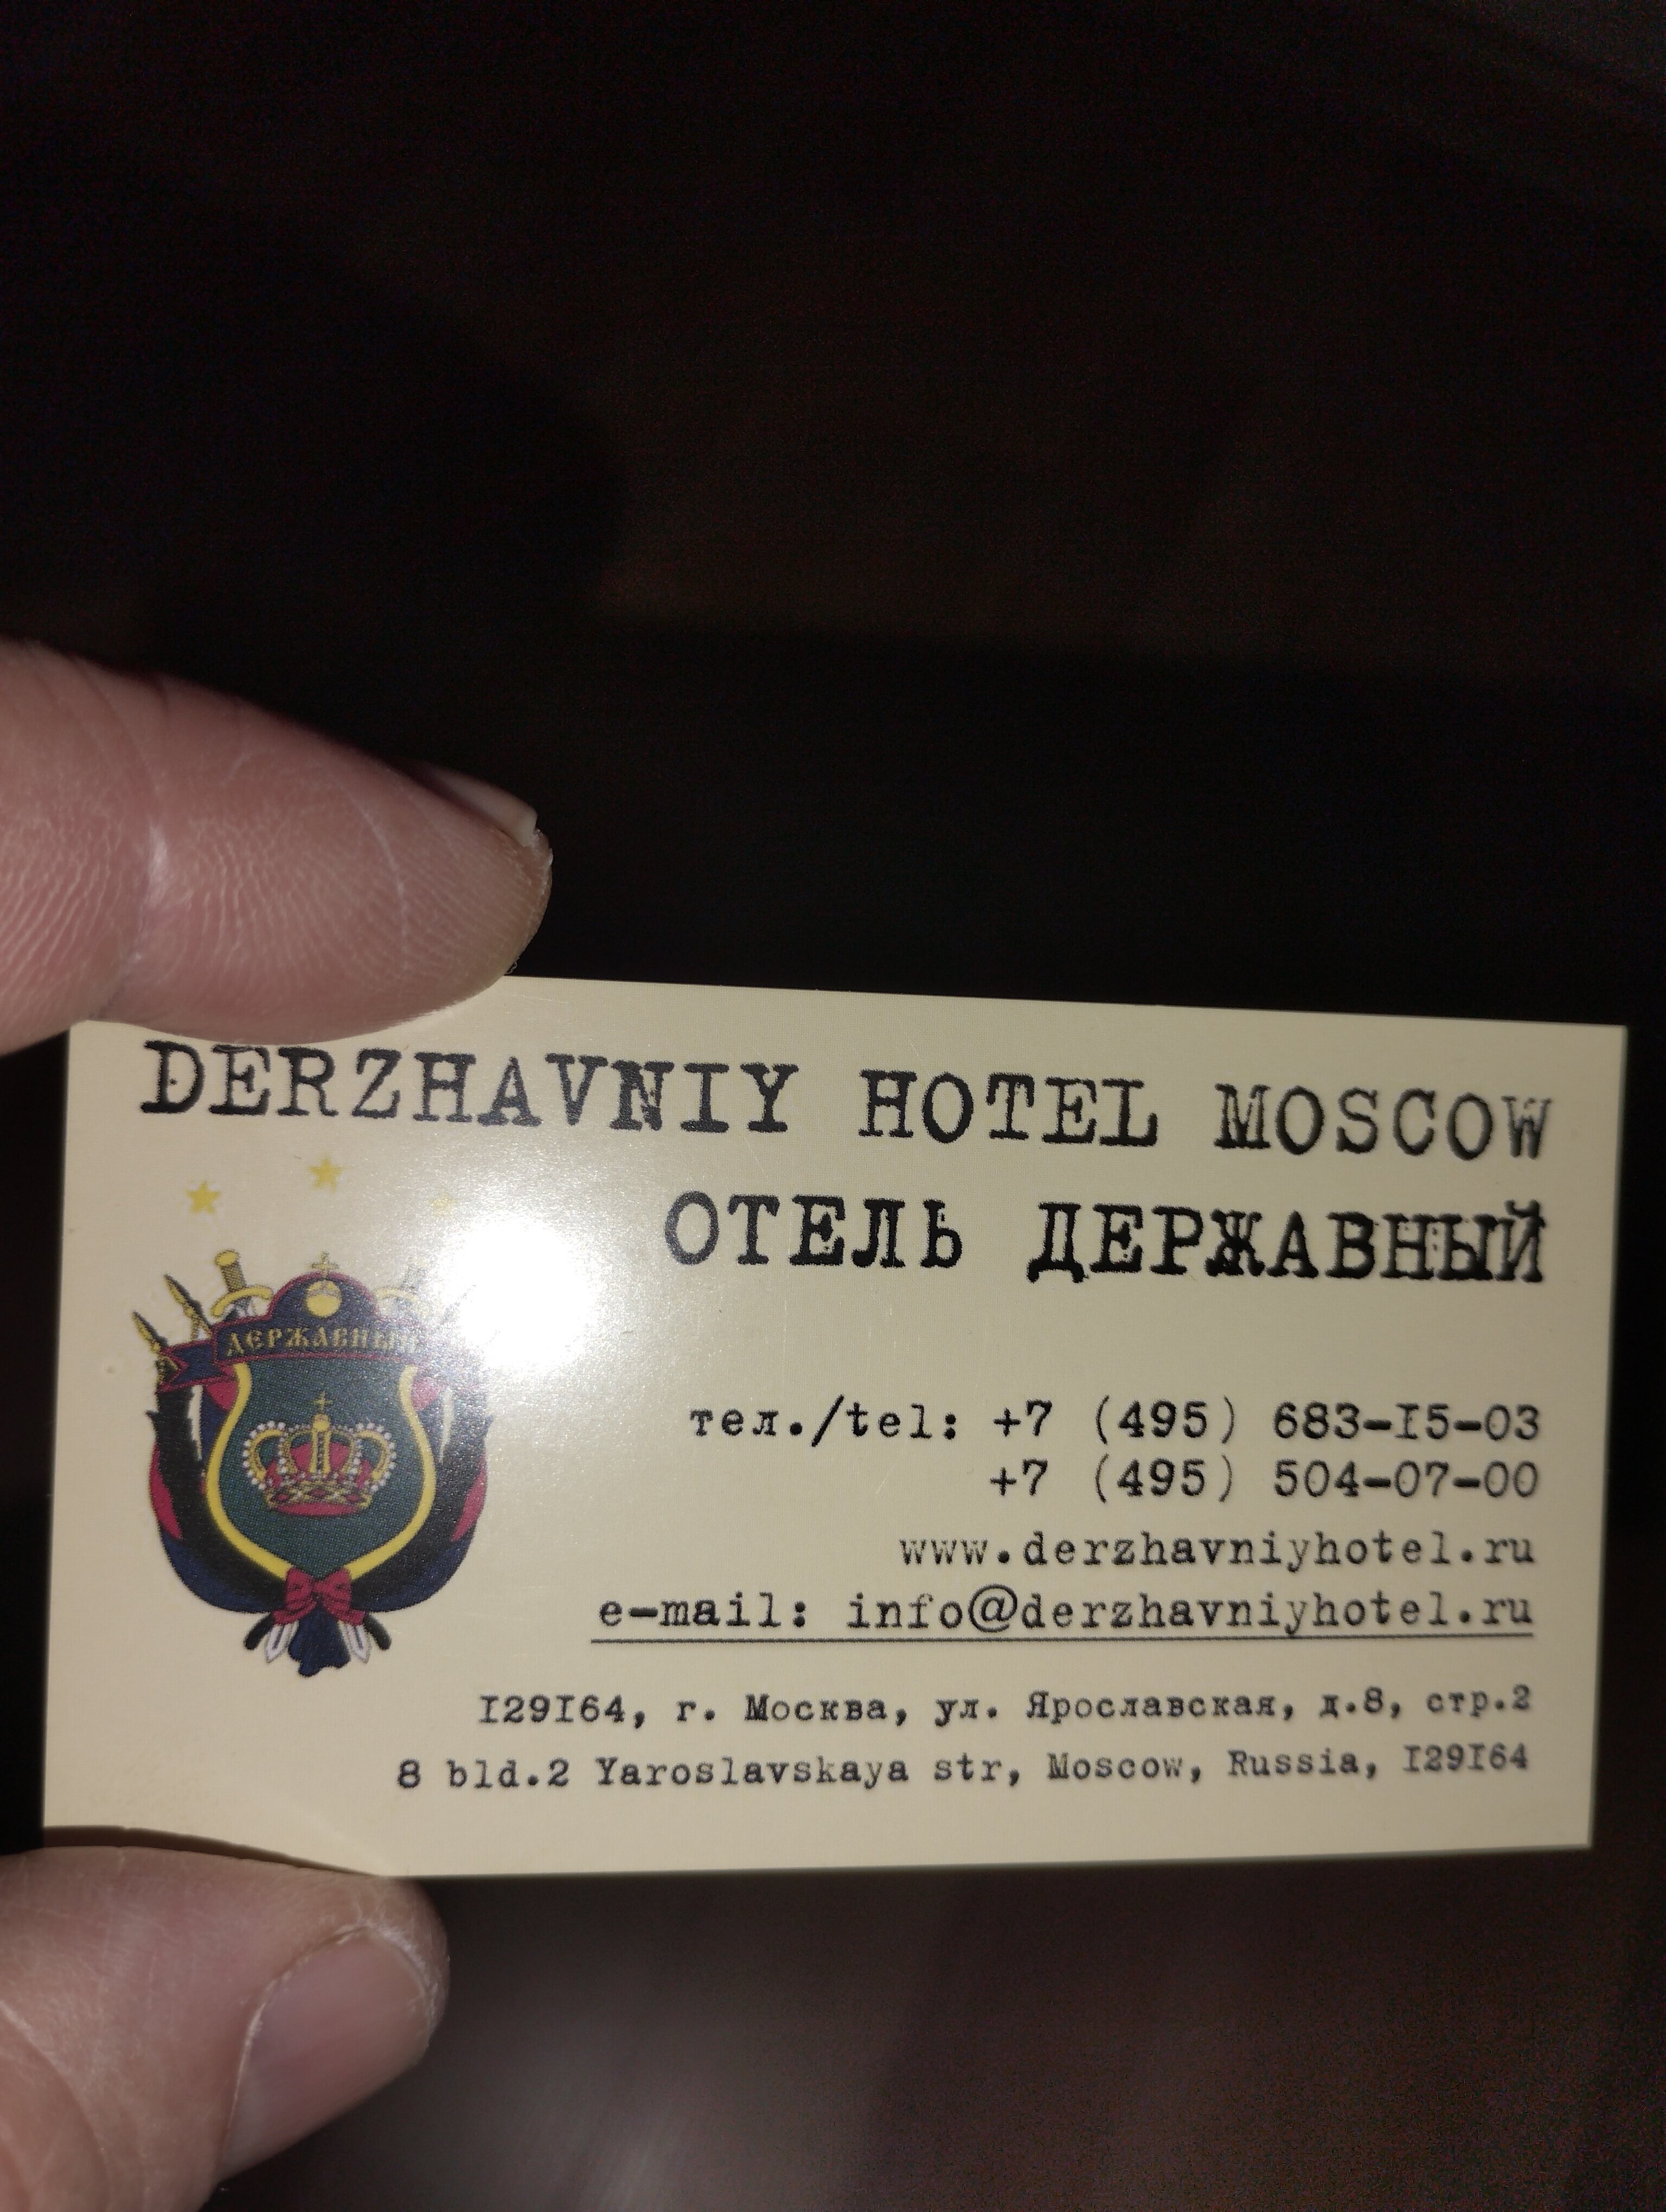 DERZHAVNIY HOTEL MOSCOW
ОТЕЛЬ ДЕРЖАВНЫЙ
ДЕРЖАВНЫЙ
тел./tel: +7 (495) 683-I5-03
+7 (495) 504-07-00
www.derzhavniyhotel.ru
e-mail: info@derzhavniyhotel.ru
I29I64, г. Москва, ул. Ярославская, д.8, стр.2
8 bld.2 Yaroslavskaya str, Moscow, Russia, I29I64